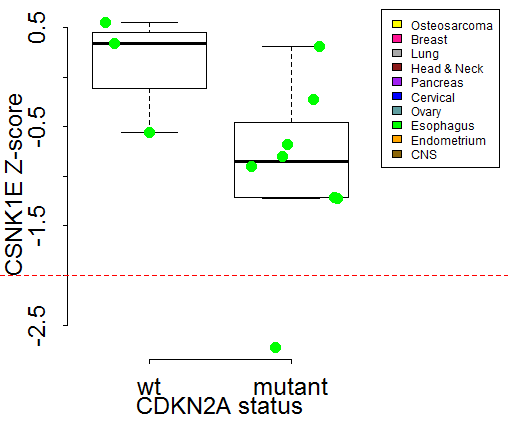 CSNK1E Z-score
0.5
-0.5
-1.5
-2.5
wt
mutant
CDKN2A status
Osteosarcoma
Breast
Lung
Head & Neck
Pancreas
Cervical
Ovary
Esophagus
Endometrium
CNS